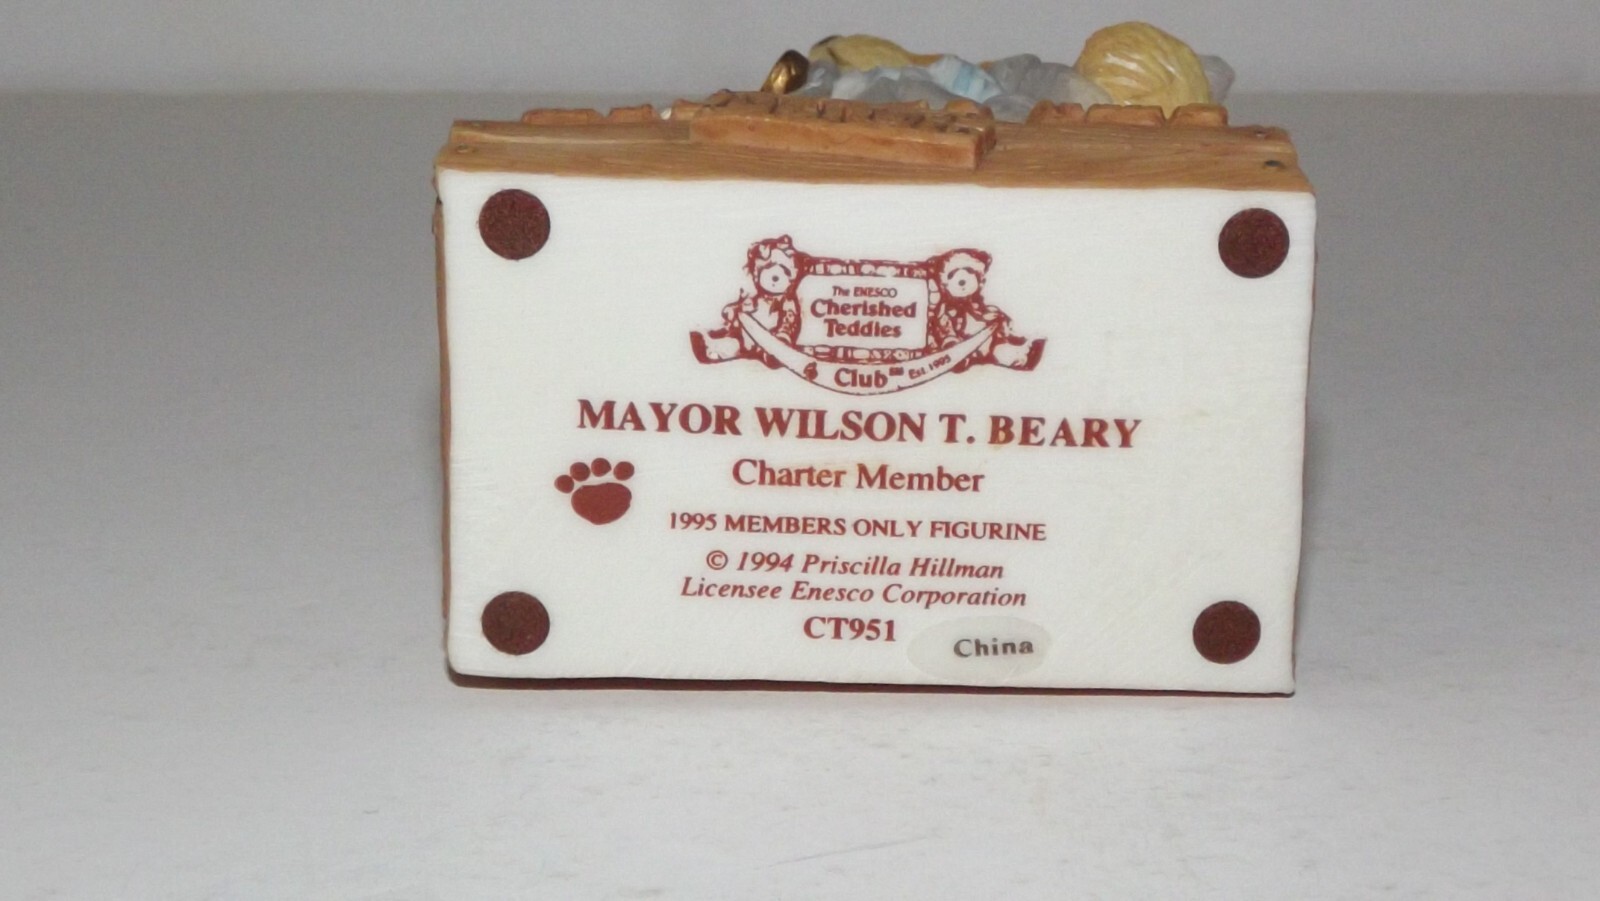 The ENESCO
Cherished
Teddies
Club℠ Est. 1995
MAYOR WILSON T. BEARY
Charter Member
1995 MEMBERS ONLY FIGURINE
© 1994 Priscilla Hillman
Licensee Enesco Corporation
CT951
China